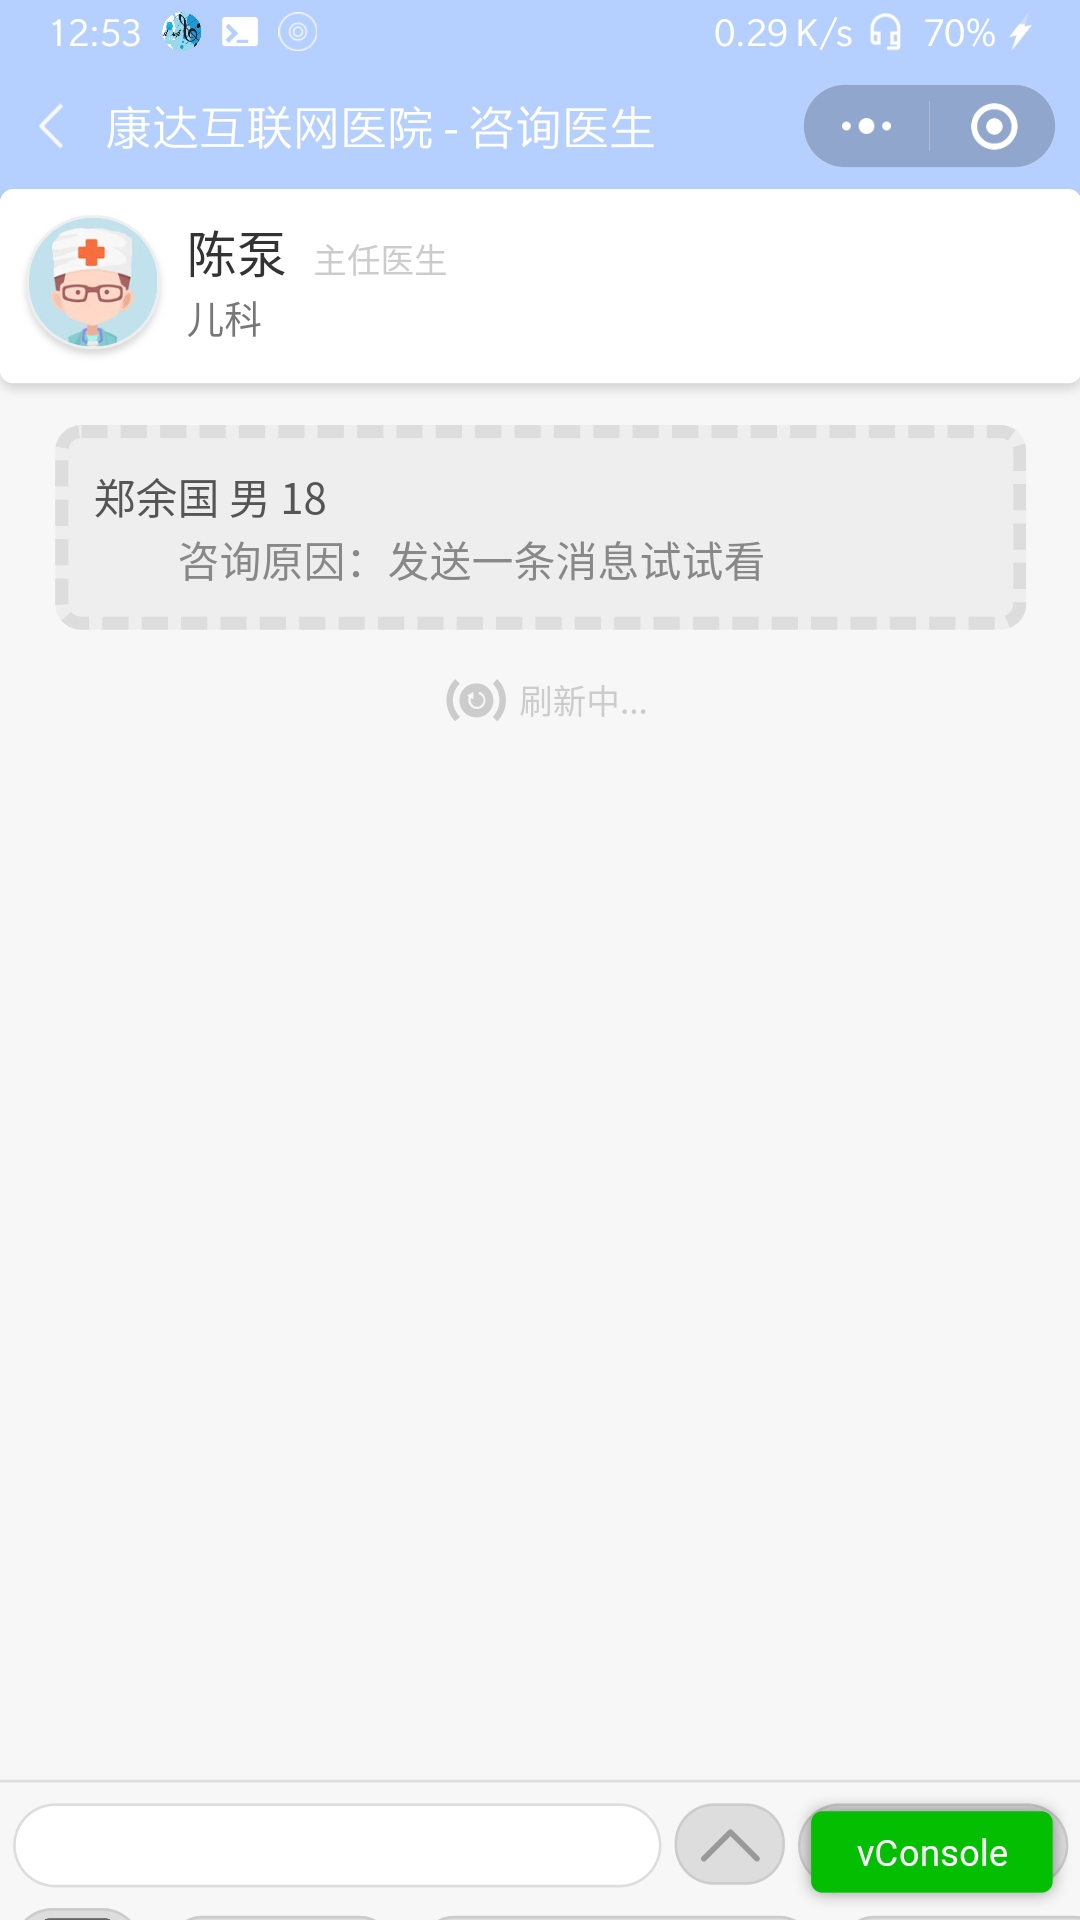 12:53 0.29 K/s 70%
康达互联网医院 - 咨询医生
陈泵 主任医生
儿科
郑余国 男 18
咨询原因：发送一条消息试试看
刷新中...
vConsole